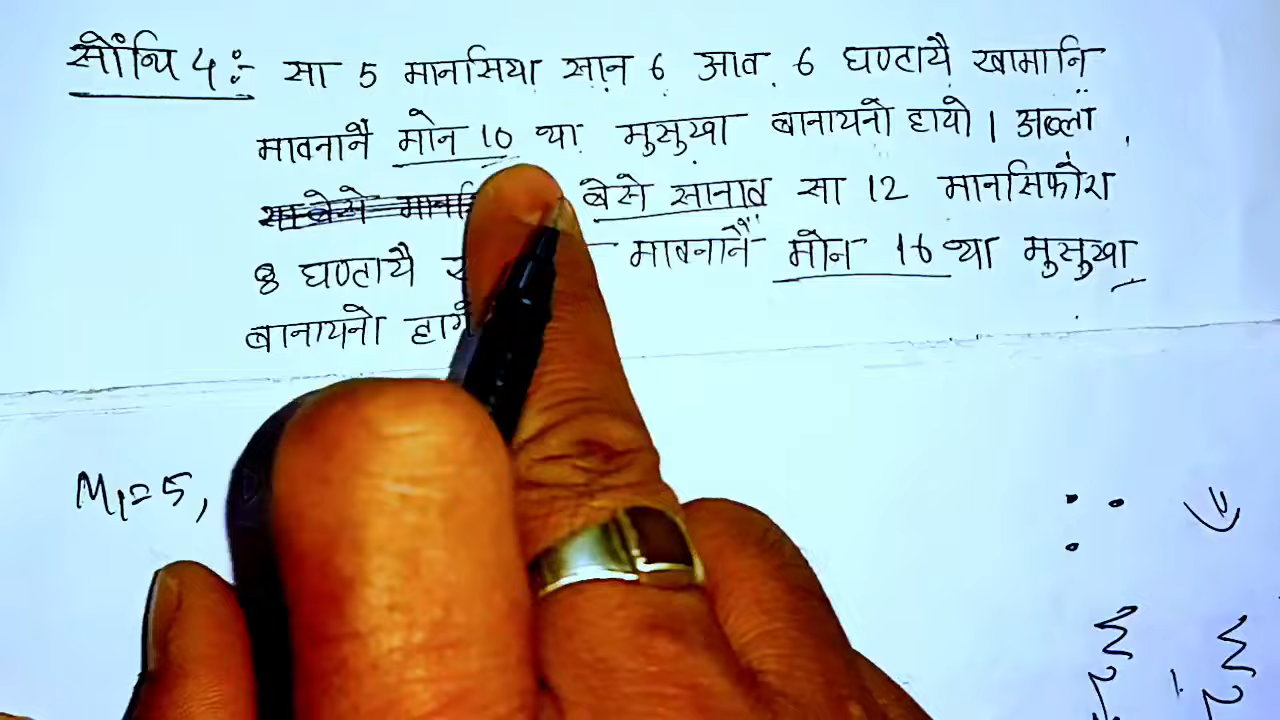 सोंथि 4:- सा 5 मानसिया सान 6 आव 6 घण्टायै खामानि
मावनानै मोन 10 था मुसुखा बानायनो हायो। अब्ला
बेसे सानाव सा 12 मानसिफोरा
8 घण्टायै मावनानै मोन 16 था मुसुखा
बानायनो
M₁=5,